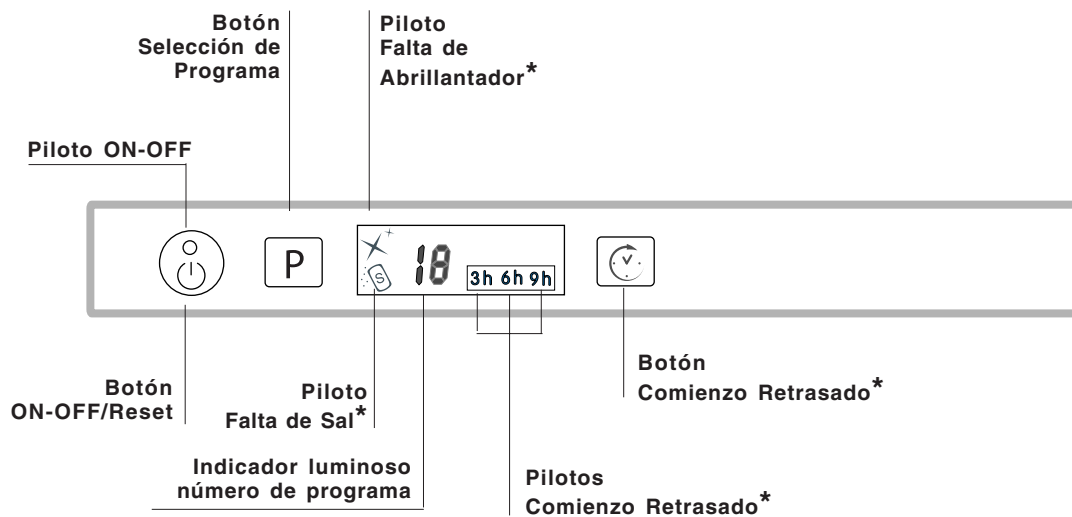 Botón
Selección de
Programa
Piloto
Falta de
Abrillantador*
Piloto ON-OFF
P
S
18
3h 6h 9h
Botón
ON-OFF/Reset
Piloto
Falta de Sal*
Indicador luminoso
número de programa
Pilotos
Comienzo Retrasado*
Botón
Comienzo Retrasado*